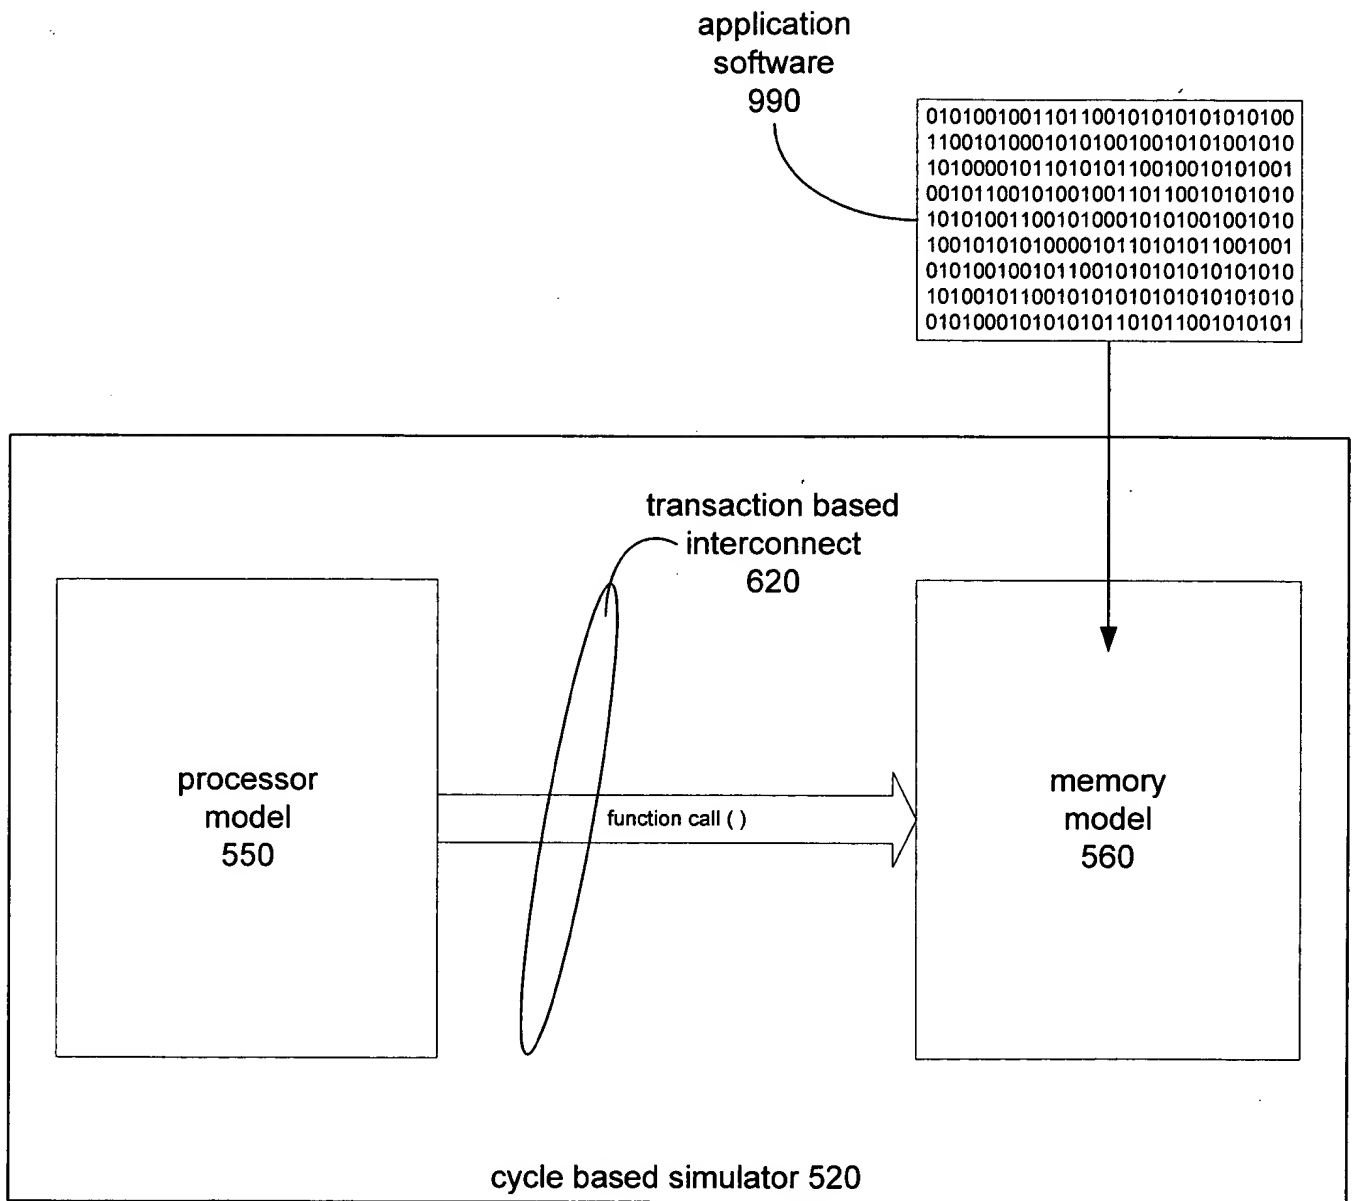 application
software
990
0101001001101100101010101010100
1100101000101010010010101001010
1010000101101010110010010101001
0010110010100100110110010101010
1010100110010100010101001001010
1001010101000010110101011001001
0101001001011001010101010101010
1010010110010101010101010101010
0101000101010101101011001010101
transaction based
interconnect
620
processor
model
550
function call ( )
memory
model
560
cycle based simulator 520